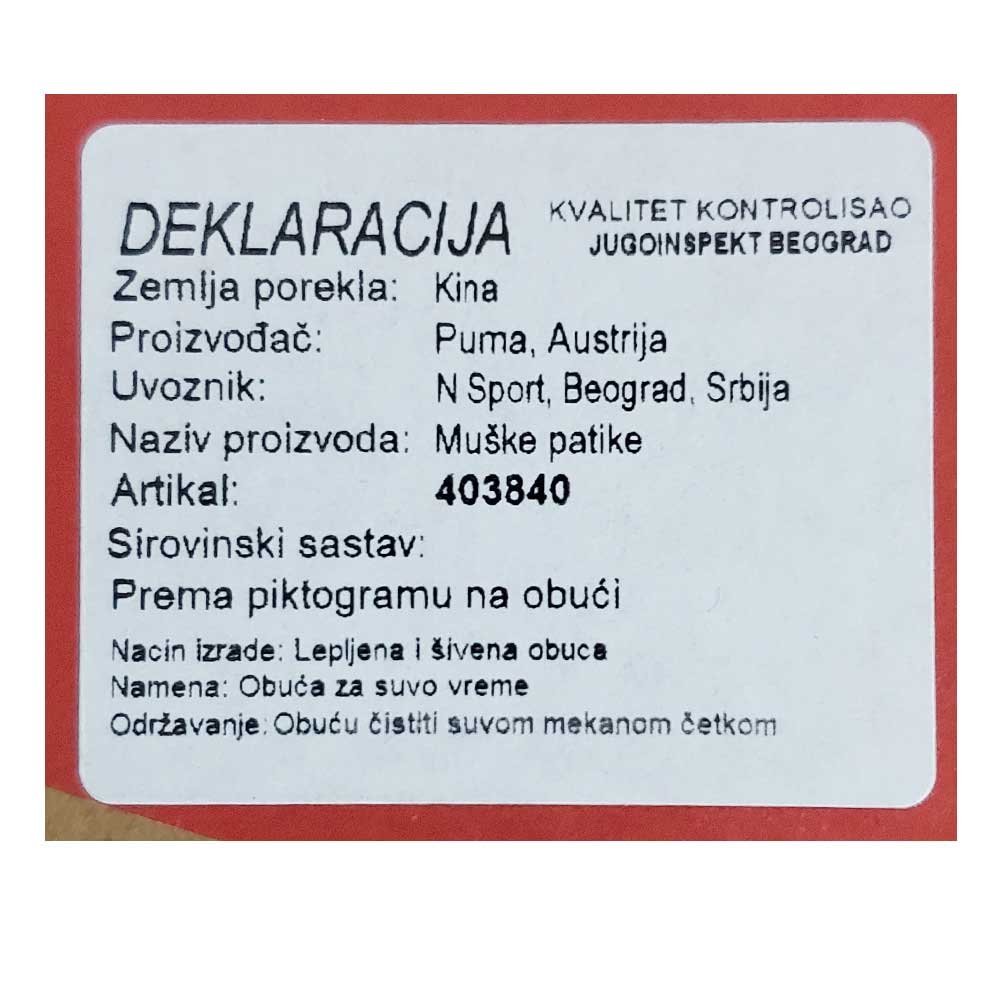 DEKLARACIJA
KVALITET KONTROLISAO
JUGOINSPEKT BEOGRAD
Zemlja porekla: Kina
Proizvođač: Puma, Austrija
Uvoznik: N Sport, Beograd, Srbija
Naziv proizvoda: Muške patike
Artikal: 403840
Sirovinski sastav:
Prema piktogramu na obući
Nacin izrade: Lepljena i šivena obuca
Namena: Obuća za suvo vreme
Održavanje: Obuću čistiti suvom mekanom četkom